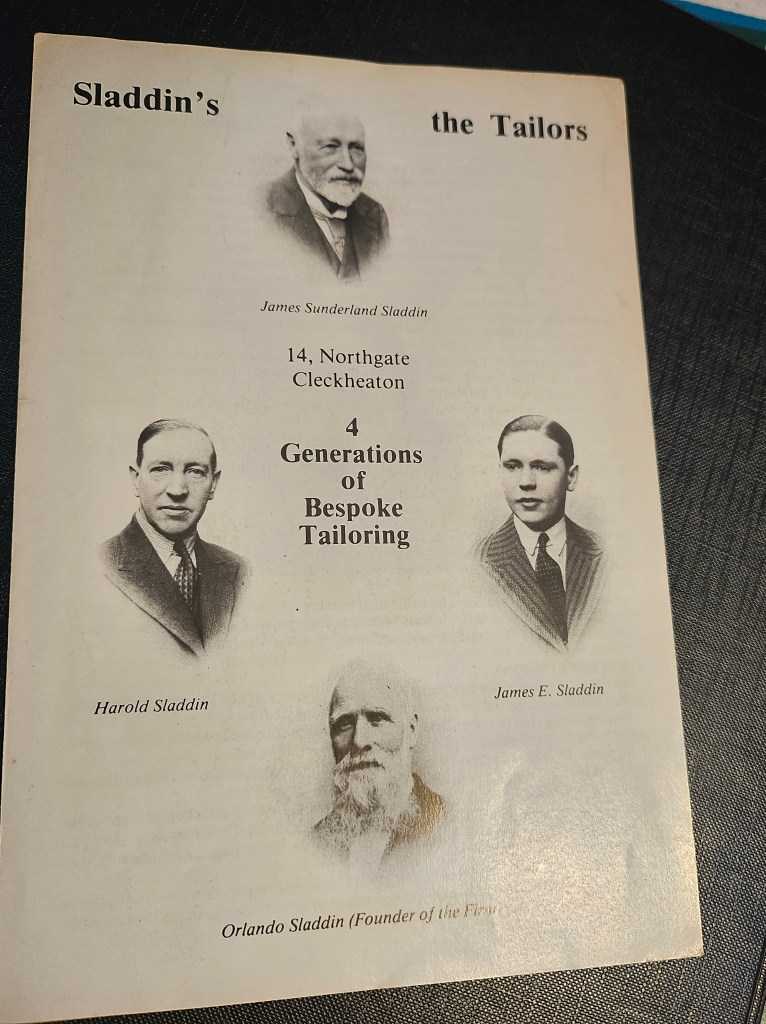 Sladdin's the Tailors
James Sunderland Sladdin
14, Northgate
Cleckheaton
4
Generations
of
Bespoke
Tailoring
Harold Sladdin
James E. Sladdin
Orlando Sladdin (Founder of the Firm)